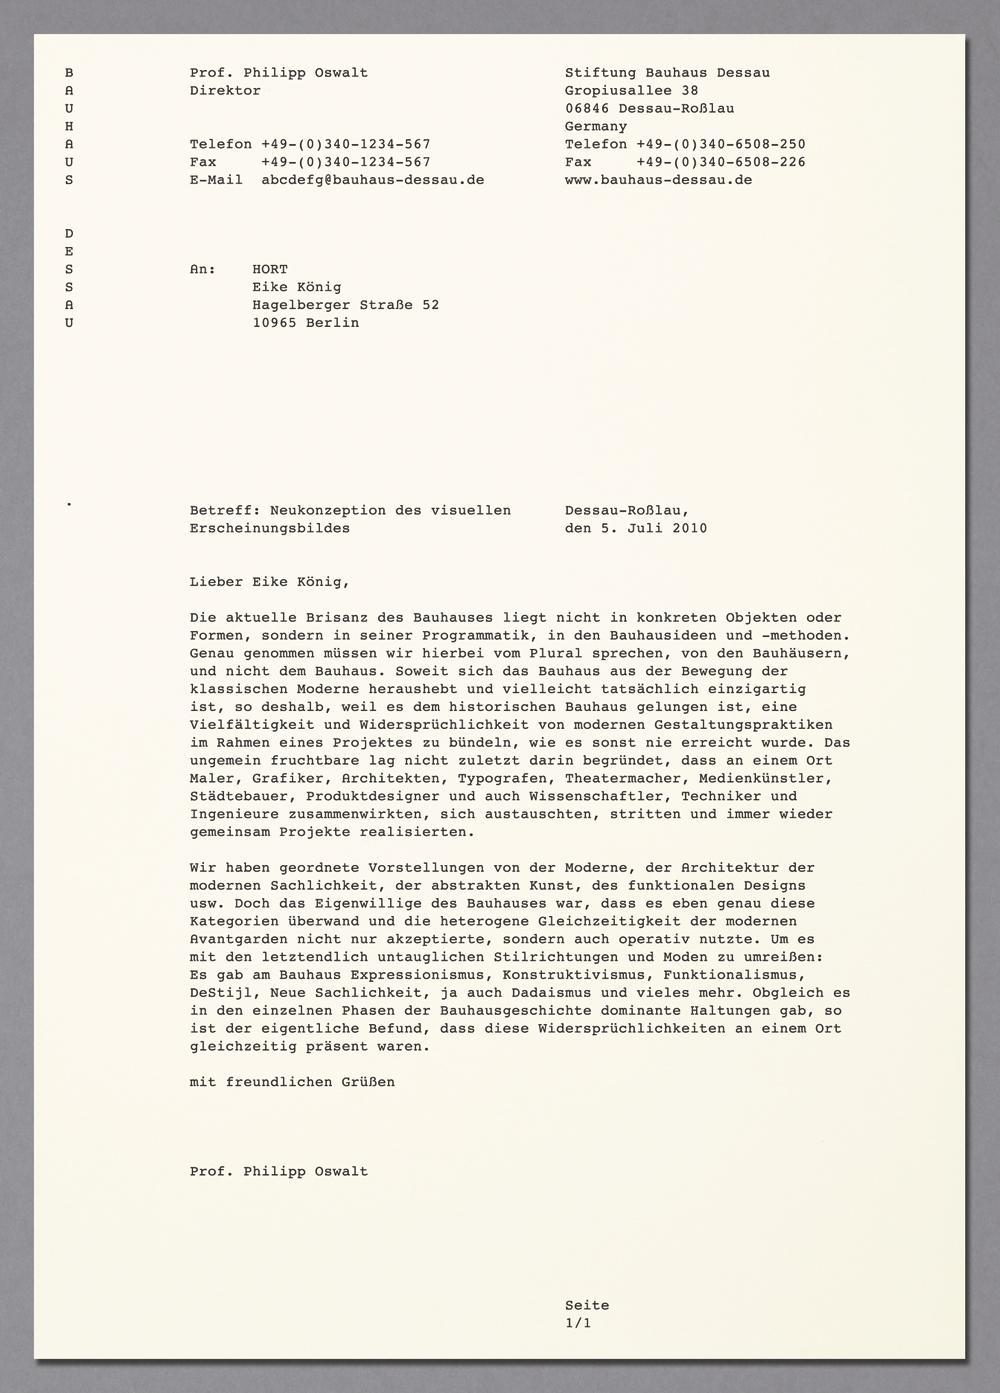 BAUHAUS
DESSAU
Prof. Philipp Oswalt
Direktor
Telefon +49-(0)340-1234-567
Fax +49-(0)340-1234-567
E-Mail abcdefg@bauhaus-dessau.de
Stiftung Bauhaus Dessau
Gropiusallee 38
06846 Dessau-Roßlau
Germany
Telefon +49-(0)340-6508-250
Fax +49-(0)340-6508-226
www.bauhaus-dessau.de
An: HORT
Eike König
Hagelberger Straße 52
10965 Berlin
Betreff: Neukonzeption des visuellen
Erscheinungsbildes
Dessau-Roßlau,
den 5. Juli 2010
Lieber Eike König,
Die aktuelle Brisanz des Bauhauses liegt nicht in konkreten Objekten oder
Formen, sondern in seiner Programmatik, in den Bauhausideen und -methoden.
Genau genommen müssen wir hierbei vom Plural sprechen, von den Bauhäusern,
und nicht dem Bauhaus. Soweit sich das Bauhaus aus der Bewegung der
klassischen Moderne heraushebt und vielleicht tatsächlich einzigartig
ist, so deshalb, weil es dem historischen Bauhaus gelungen ist, eine
Vielfältigkeit und Widersprüchlichkeit von modernen Gestaltungspraktiken
im Rahmen eines Projektes zu bündeln, wie es sonst nie erreicht wurde. Das
ungemein fruchtbare lag nicht zuletzt darin begründet, dass an einem Ort
Maler, Grafiker, Architekten, Typografen, Theatermacher, Medienkünstler,
Städtebauer, Produktdesigner und auch Wissenschaftler, Techniker und
Ingenieure zusammenwirkten, sich austauschten, stritten und immer wieder
gemeinsam Projekte realisierten.
Wir haben geordnete Vorstellungen von der Moderne, der Architektur der
modernen Sachlichkeit, der abstrakten Kunst, des funktionalen Designs
usw. Doch das Eigenwillige des Bauhauses war, dass es eben genau diese
Kategorien überwand und die heterogene Gleichzeitigkeit der modernen
Avantgarden nicht nur akzeptierte, sondern auch operativ nutzte. Um es
mit den letztendlich untauglichen Stilrichtungen und Moden zu umreißen:
Es gab am Bauhaus Expressionismus, Konstruktivismus, Funktionalismus,
DeStijl, Neue Sachlichkeit, ja auch Dadaismus und vieles mehr. Obgleich es
in den einzelnen Phasen der Bauhausgeschichte dominante Haltungen gab, so
ist der eigentliche Befund, dass diese Widersprüchlichkeiten an einem Ort
gleichzeitig präsent waren.
mit freundlichen Grüßen
Prof. Philipp Oswalt
Seite
1/1